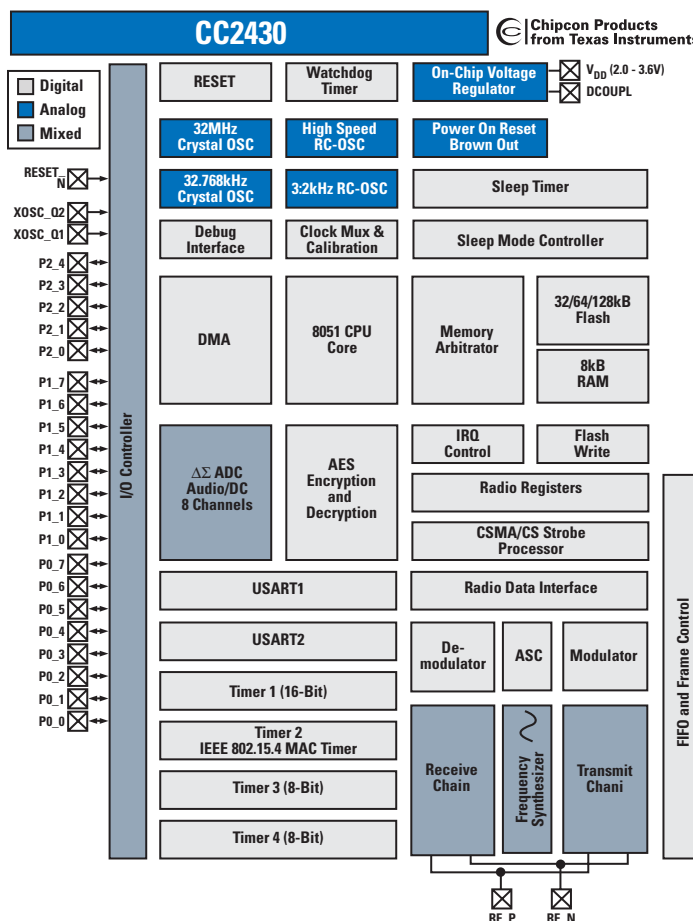 CC2430
Chipcon Products
from Texas Instruments
Digital
Analog
Mixed
RESET_
N
XOSC_Q2
XOSC_Q1
P2_4
P2_3
P2_2
P2_1
P2_0
P1_7
P1_6
P1_5
P1_4
P1_3
P1_2
P1_1
P1_0
P0_7
P0_6
P0_5
P0_4
P0_3
P0_2
P0_1
P0_0
I/O Controller
RESET
Watchdog
Timer
On-Chip Voltage
Regulator
VDD (2.0 - 3.6V)
DCOUPL
32MHz
Crystal OSC
High Speed
RC-OSC
Power On Reset
Brown Out
32.768kHz
Crystal OSC
3:2kHz RC-OSC
Sleep Timer
Debug
Interface
Clock Mux &
Calibration
Sleep Mode Controller
DMA
8051 CPU
Core
Memory
Arbitrator
32/64/128kB
Flash
8kB
RAM
ΔΣ ADC
Audio/DC
8 Channels
AES
Encryption
and
Decryption
IRQ
Control
Flash
Write
Radio Registers
CSMA/CS Strobe
Processor
USART1
Radio Data Interface
USART2
De-
modulator
ASC
Modulator
Timer 1 (16-Bit)
Timer 2
IEEE 802.15.4 MAC Timer
Timer 3 (8-Bit)
Timer 4 (8-Bit)
Receive
Chain
Frequency
Synthesizer
Transmit
Chani
FIFO and Frame Control
RF_P
RF_N